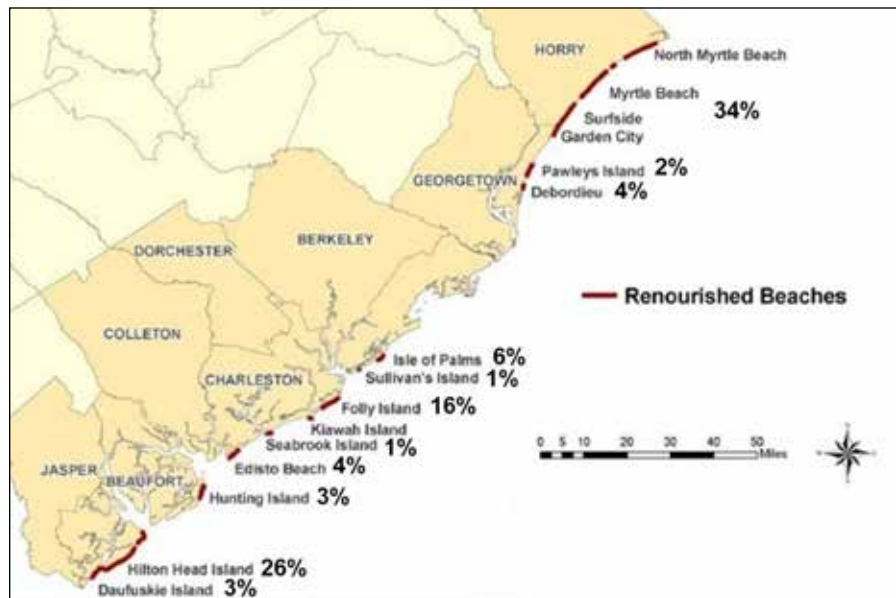 HORRY
North Myrtle Beach
Myrtle Beach
34%
Surfside
Garden City
Pawleys Island 2%
GEORGETOWN
Debordieu 4%
BERKELEY
DORCHESTER
Renourished Beaches
COLLETON
Isle of Palms 6%
Sullivan's Island 1%
CHARLESTON
Folly Island 16%
Kiawah Island
Seabrook Island 1%
Edisto Beach 4%
JASPER
BEAUFORT
Hunting Island 3%
0 5 10 20 30 40 50
Miles
Hilton Head Island 26%
Daufuskie Island 3%